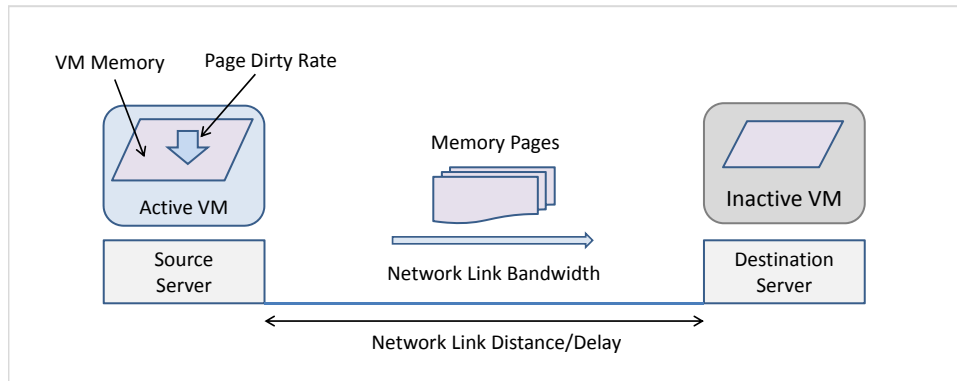 VM Memory
Page Dirty Rate
Memory Pages
Active VM
Inactive VM
Source
Server
Network Link Bandwidth
Destination
Server
Network Link Distance/Delay